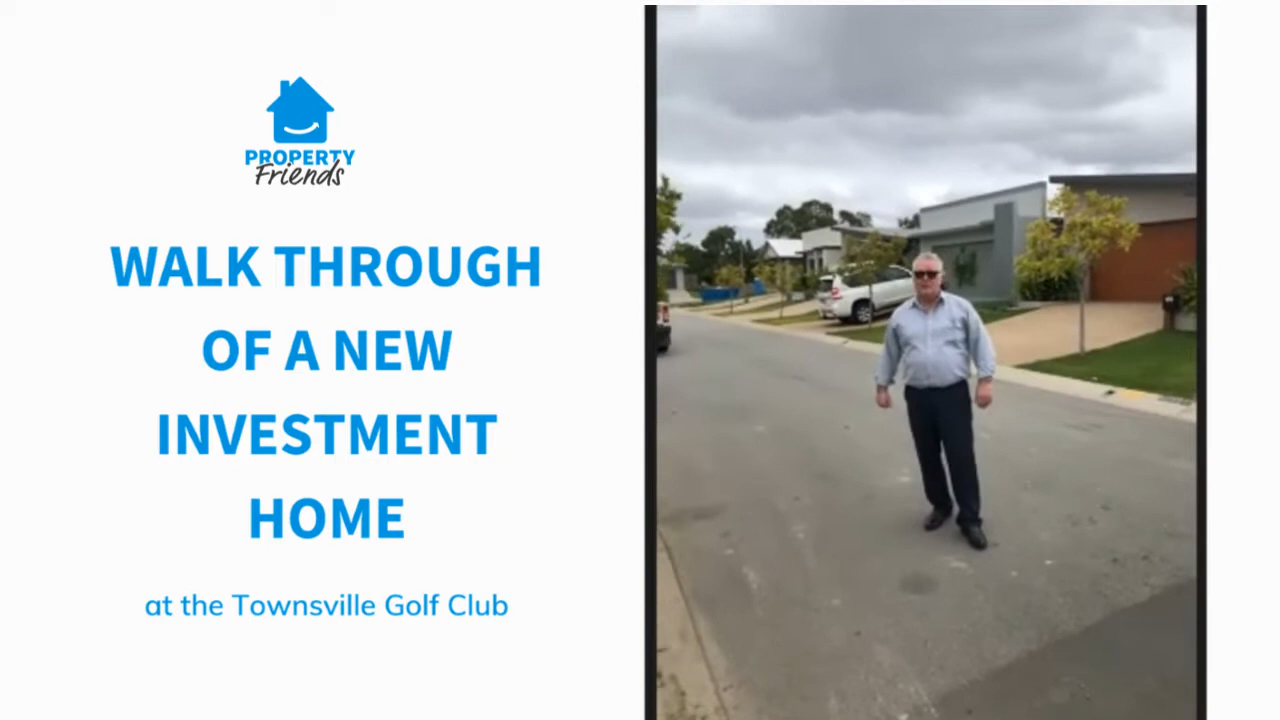 PROPERTY
Friends
WALK THROUGH
OF A NEW
INVESTMENT
HOME
at the Townsville Golf Club